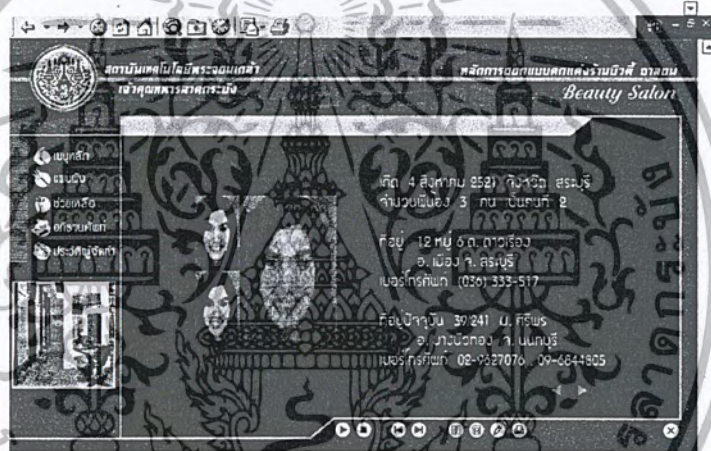 สถาบันเทคโนโลยีพระจอมเกล้า
เจ้าคุณทหารลาดกระบัง
หลักการออกแบบตกแต่งร้านบิวตี้ ซาลอน
Beauty Salon
เมนูหลัก
แผนผัง
ช่วยเหลือ
อภิธานศัพท์
ประวัติผู้จัดทำ
เกิด 4 สิงหาคม 2521 จังหวัด สระบุรี
จำนวนพี่น้อง 3 คน เป็นคนที่ 2
ที่อยู่ 12 หมู่ 6 ต. ดาวเรือง
อ. เมือง จ. สระบุรี
เบอร์โทรศัพท์ (036) 333-517
ที่อยู่ปัจจุบัน 39/241 ม. ศิริพร
อ. บางบัวทอง จ. นนทบุรี
เบอร์โทรศัพท์ 02-9627076 , 09-6844805